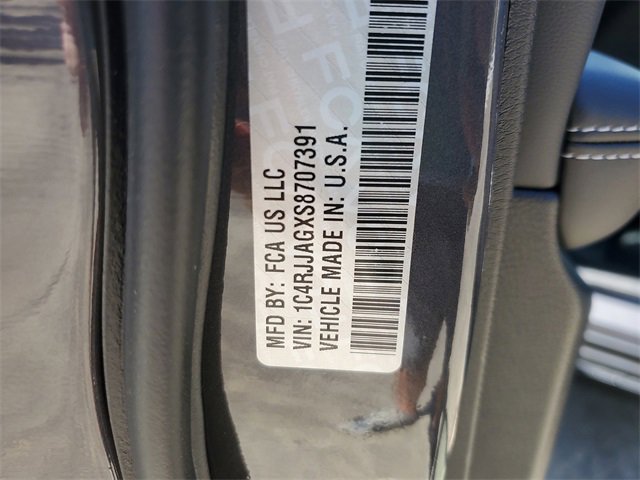 MFD BY: FCA US LLC
VIN: 1C4RJJAGXS8707391
VEHICLE MADE IN: U.S.A.